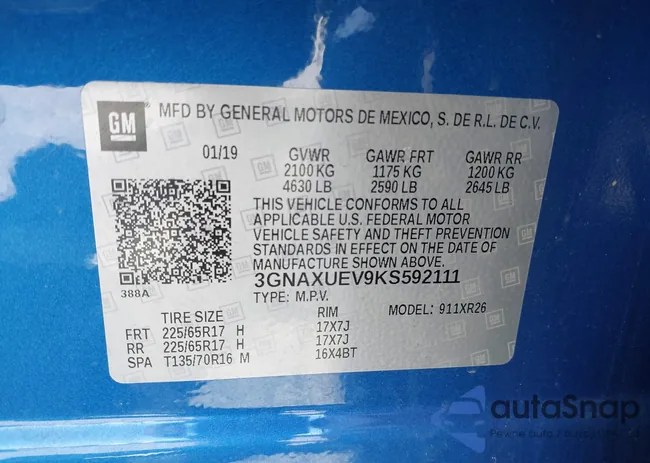 GM
MFD BY GENERAL MOTORS DE MEXICO, S. DE R.L. DE C.V.
01/19 GVWR GAWR FRT GAWR RR
2100 KG 1175 KG 1200 KG
4630 LB 2590 LB 2645 LB
THIS VEHICLE CONFORMS TO ALL
APPLICABLE U.S. FEDERAL MOTOR
VEHICLE SAFETY AND THEFT PREVENTION
STANDARDS IN EFFECT ON THE DATE OF
MANUFACTURE SHOWN ABOVE.
388A
3GNAXUEV9KS592111
TYPE: M.P.V. MODEL: 911XR26
TIRE SIZE RIM
FRT 225/65R17 H 17X7J
RR 225/65R17 H 17X7J
SPA T135/70R16 M 16X4BT
autoSnap
Pewne auta z